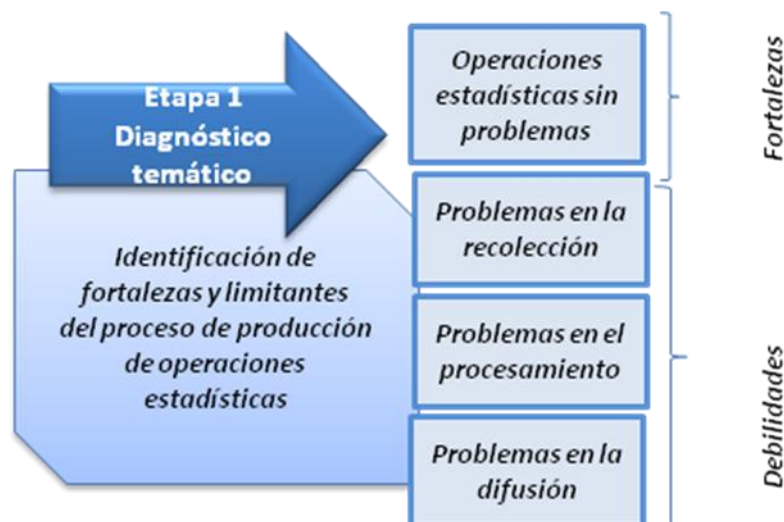 Etapa 1
Diagnóstico
temático
Identificación de
fortalezas y limitantes
del proceso de producción
de operaciones
estadísticas
Operaciones
estadísticas sin
problemas
Problemas en la
recolección
Problemas en el
procesamiento
Problemas en la
difusión
Fortalezas
Debilidades